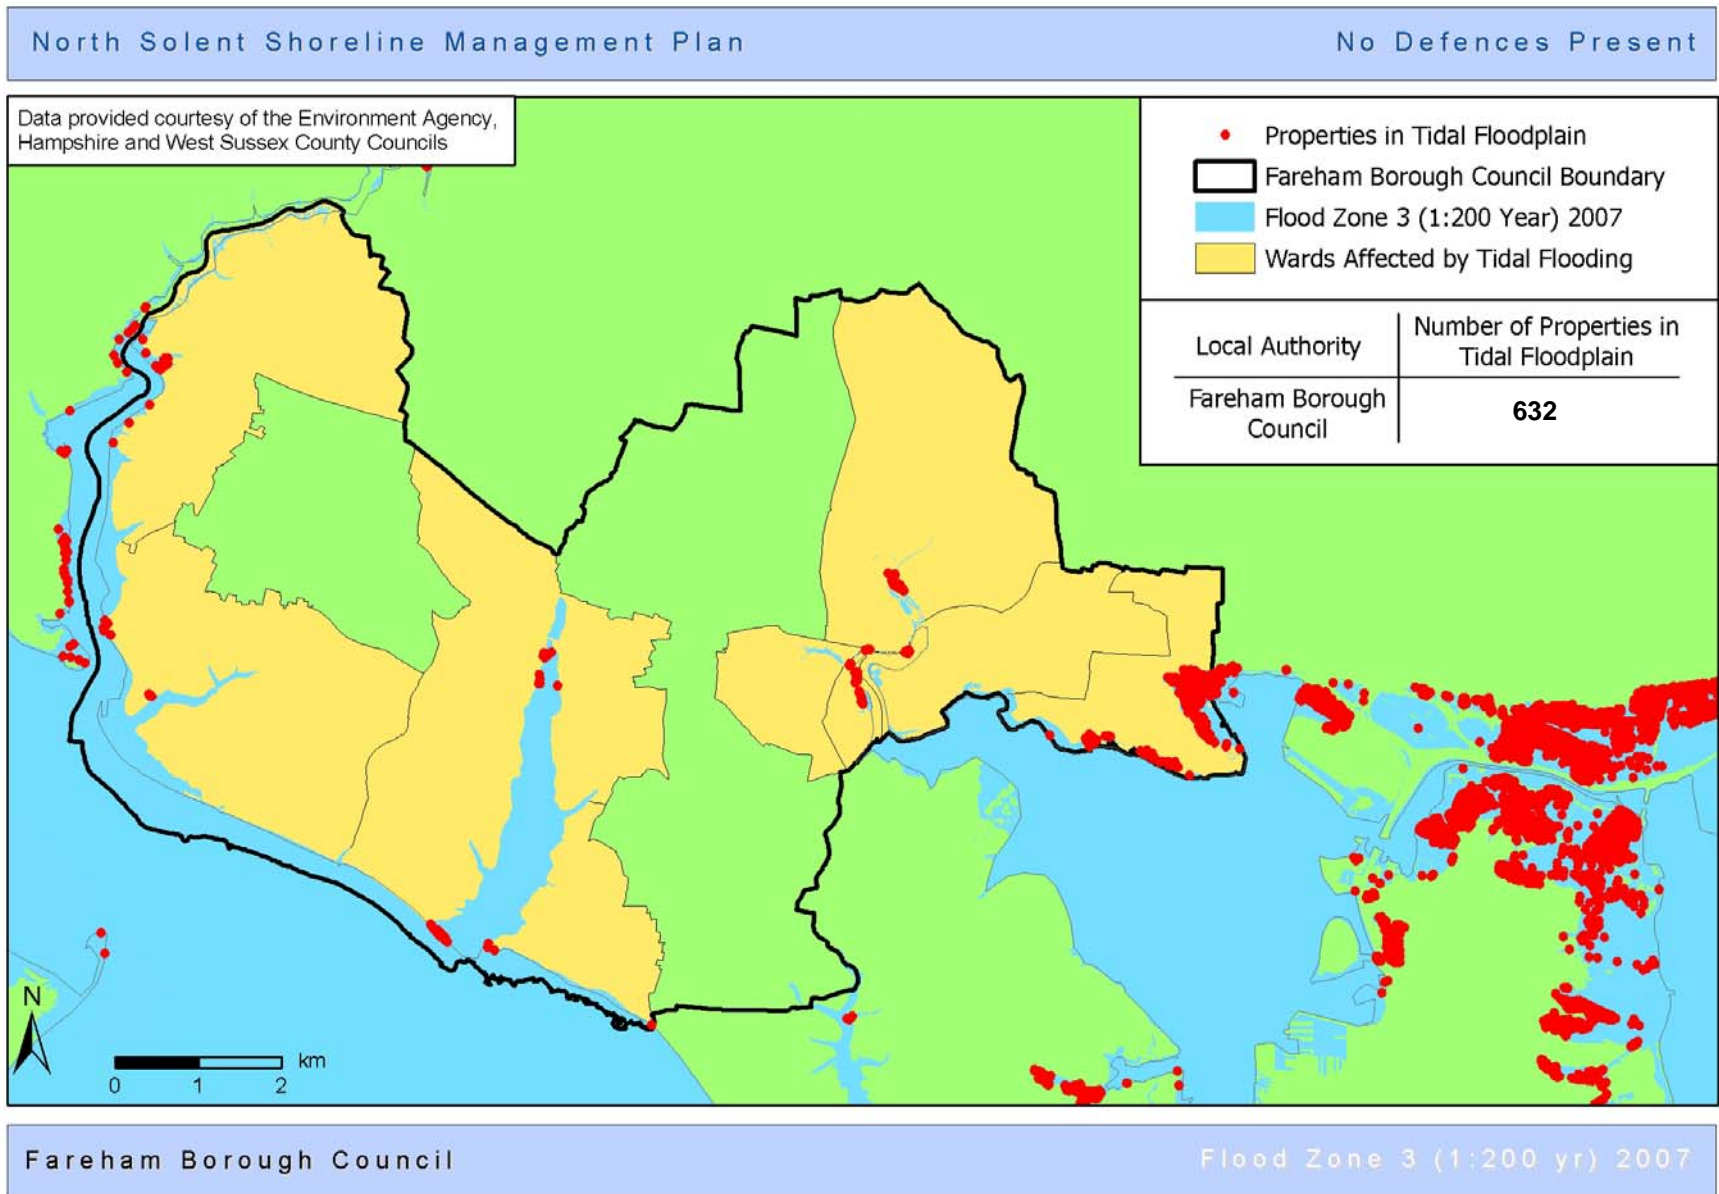 North Solent Shoreline Management Plan
No Defences Present
Data provided courtesy of the Environment Agency,
Hampshire and West Sussex County Councils
Properties in Tidal Floodplain
Fareham Borough Council Boundary
Flood Zone 3 (1:200 Year) 2007
Wards Affected by Tidal Flooding
Local Authority
Number of Properties in
Tidal Floodplain
Fareham Borough
Council
632
N
km
0 1 2
Fareham Borough Council
Flood Zone 3 (1:200 yr) 2007